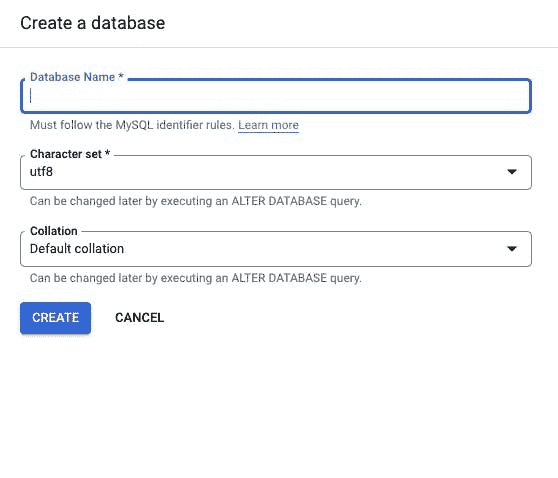 Create a database
Database Name *
Must follow the MySQL identifier rules. Learn more
Character set *
utf8
Can be changed later by executing an ALTER DATABASE query.
Collation
Default collation
Can be changed later by executing an ALTER DATABASE query.
CREATE CANCEL